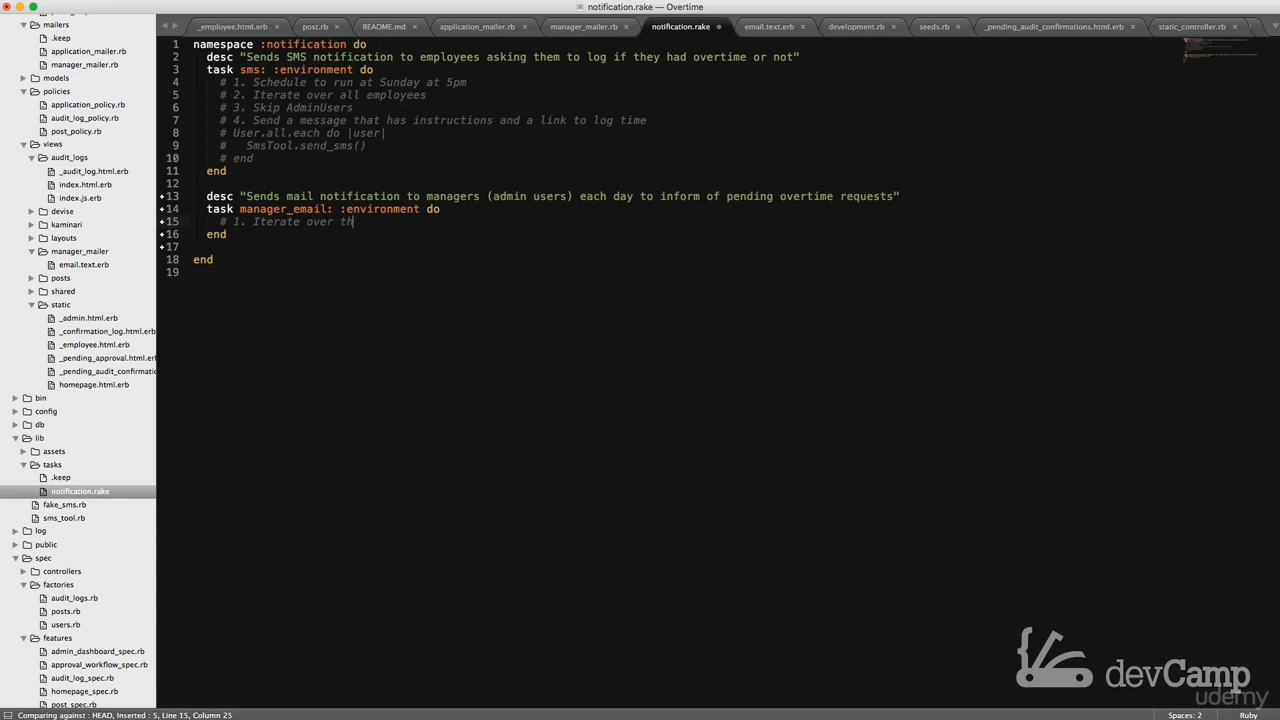 notification.rake — Overtime
_employee.html.erb × post.rb × README.md × application_mailer.rb × manager_mailer.rb × notification.rake email.text.erb × development.rb × seeds.rb × _pending_audit_confirmations.html.erb × static_controller.rb ×
mailers
.keep
application_mailer.rb
manager_mailer.rb
models
policies
application_policy.rb
audit_log_policy.rb
post_policy.rb
views
audit_logs
_audit_log.html.erb
index.html.erb
index.js.erb
devise
kaminari
layouts
manager_mailer
email.text.erb
posts
shared
static
_admin.html.erb
_confirmation_log.html.erb
_employee.html.erb
_pending_approval.html.er
_pending_audit_confirmatic
homepage.html.erb
bin
config
db
lib
assets
tasks
.keep
notification.rake
fake_sms.rb
sms_tool.rb
log
public
spec
controllers
factories
audit_logs.rb
posts.rb
users.rb
features
admin_dashboard_spec.rb
approval_workflow_spec.rb
audit_log_spec.rb
homepage_spec.rb
post_spec.rb
1 namespace :notification do
2 desc "Sends SMS notification to employees asking them to log if they had overtime or not"
3 task sms: :environment do
4 # 1. Schedule to run at Sunday at 5pm
5 # 2. Iterate over all employees
6 # 3. Skip AdminUsers
7 # 4. Send a message that has instructions and a link to log time
8 # User.all.each do |user|
9 #   SmsTool.send_sms()
10 # end
11 end
12
13 desc "Sends mail notification to managers (admin users) each day to inform of pending overtime requests"
14 task manager_email: :environment do
15 # 1. Iterate over th
16 end
17
18 end
19
devCamp
udemy
Comparing against : HEAD, Inserted : 5, Line 15, Column 25
Spaces: 2
Ruby